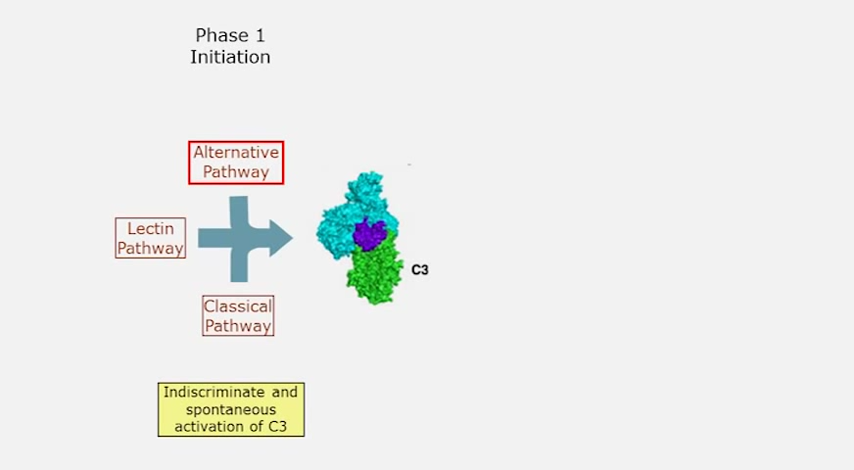 Phase 1
Initiation
Alternative
Pathway
Lectin
Pathway
C3
Classical
Pathway
Indiscriminate and
spontaneous
activation of C3